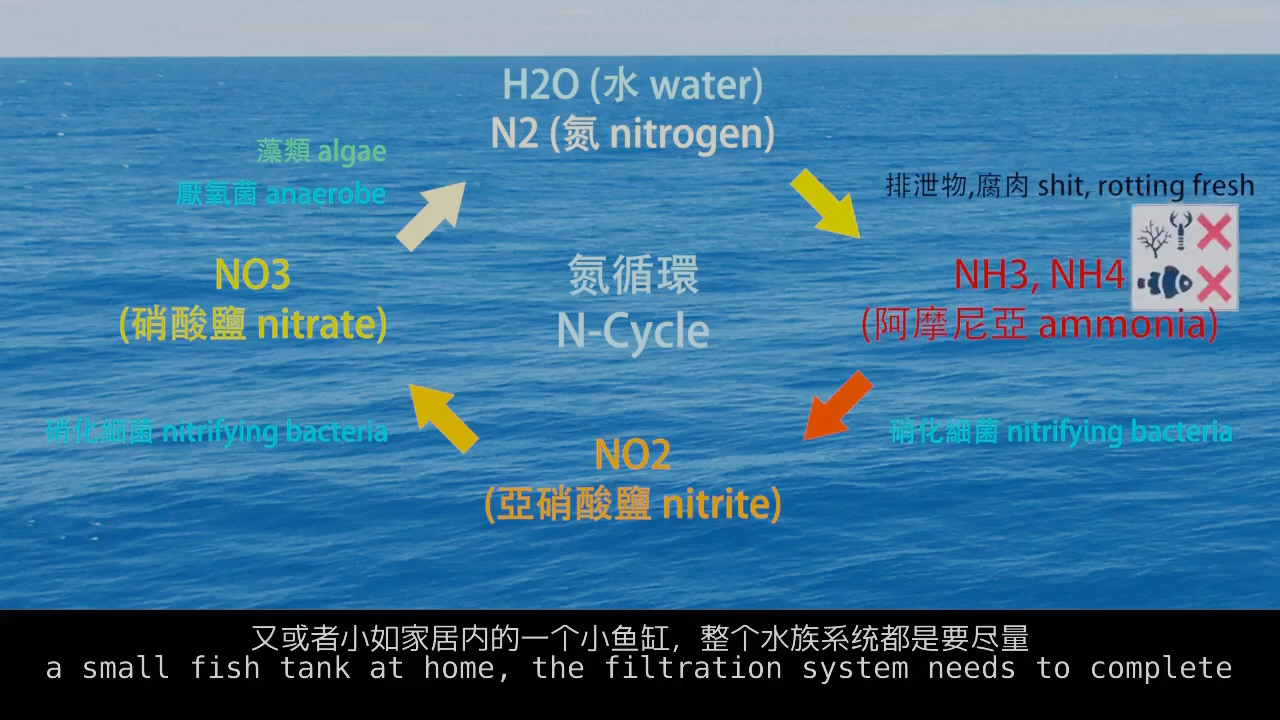 H2O (水 water)
N2 (氮 nitrogen)
藻類 algae
厭氧菌 anaerobe
排泄物,腐肉 shit, rotting fresh
NO3
(硝酸鹽 nitrate)
氮循環
N-Cycle
NH3, NH4
(阿摩尼亞 ammonia)
硝化細菌 nitrifying bacteria
硝化細菌 nitrifying bacteria
NO2
(亞硝酸鹽 nitrite)
又或者小如家居内的一个小鱼缸，整个水族系统都是要尽量
a small fish tank at home, the filtration system needs to complete